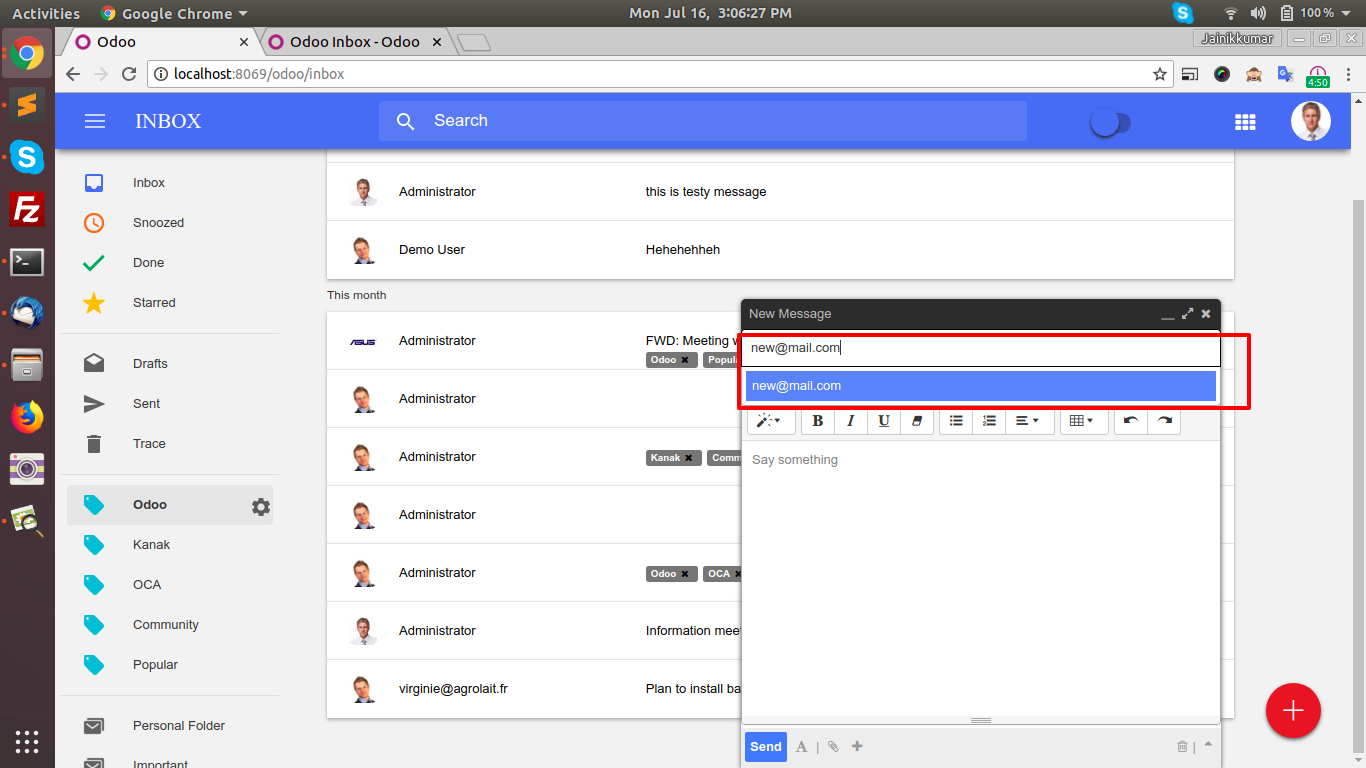 Activities Google Chrome Mon Jul 16, 3:06:27 PM 100 %
Odoo Odoo Inbox - Odoo Jainikkumar
localhost:8069/odoo/inbox 4:50
INBOX Search
Inbox
Snoozed
Done
Starred
Drafts
Sent
Trace
Odoo
Kanak
OCA
Community
Popular
Personal Folder
Important
Administrator this is testy message
Demo User Hehehehheh
This month
ASUS Administrator FWD: Meeting
Odoo
Administrator
Administrator
Kanak
Administrator
Administrator
Odoo OCA
Administrator Information
virginie@agrolait.fr Plan to install
New Message
new@mail.com
new@mail.com
B I U
Say something
Send A | |